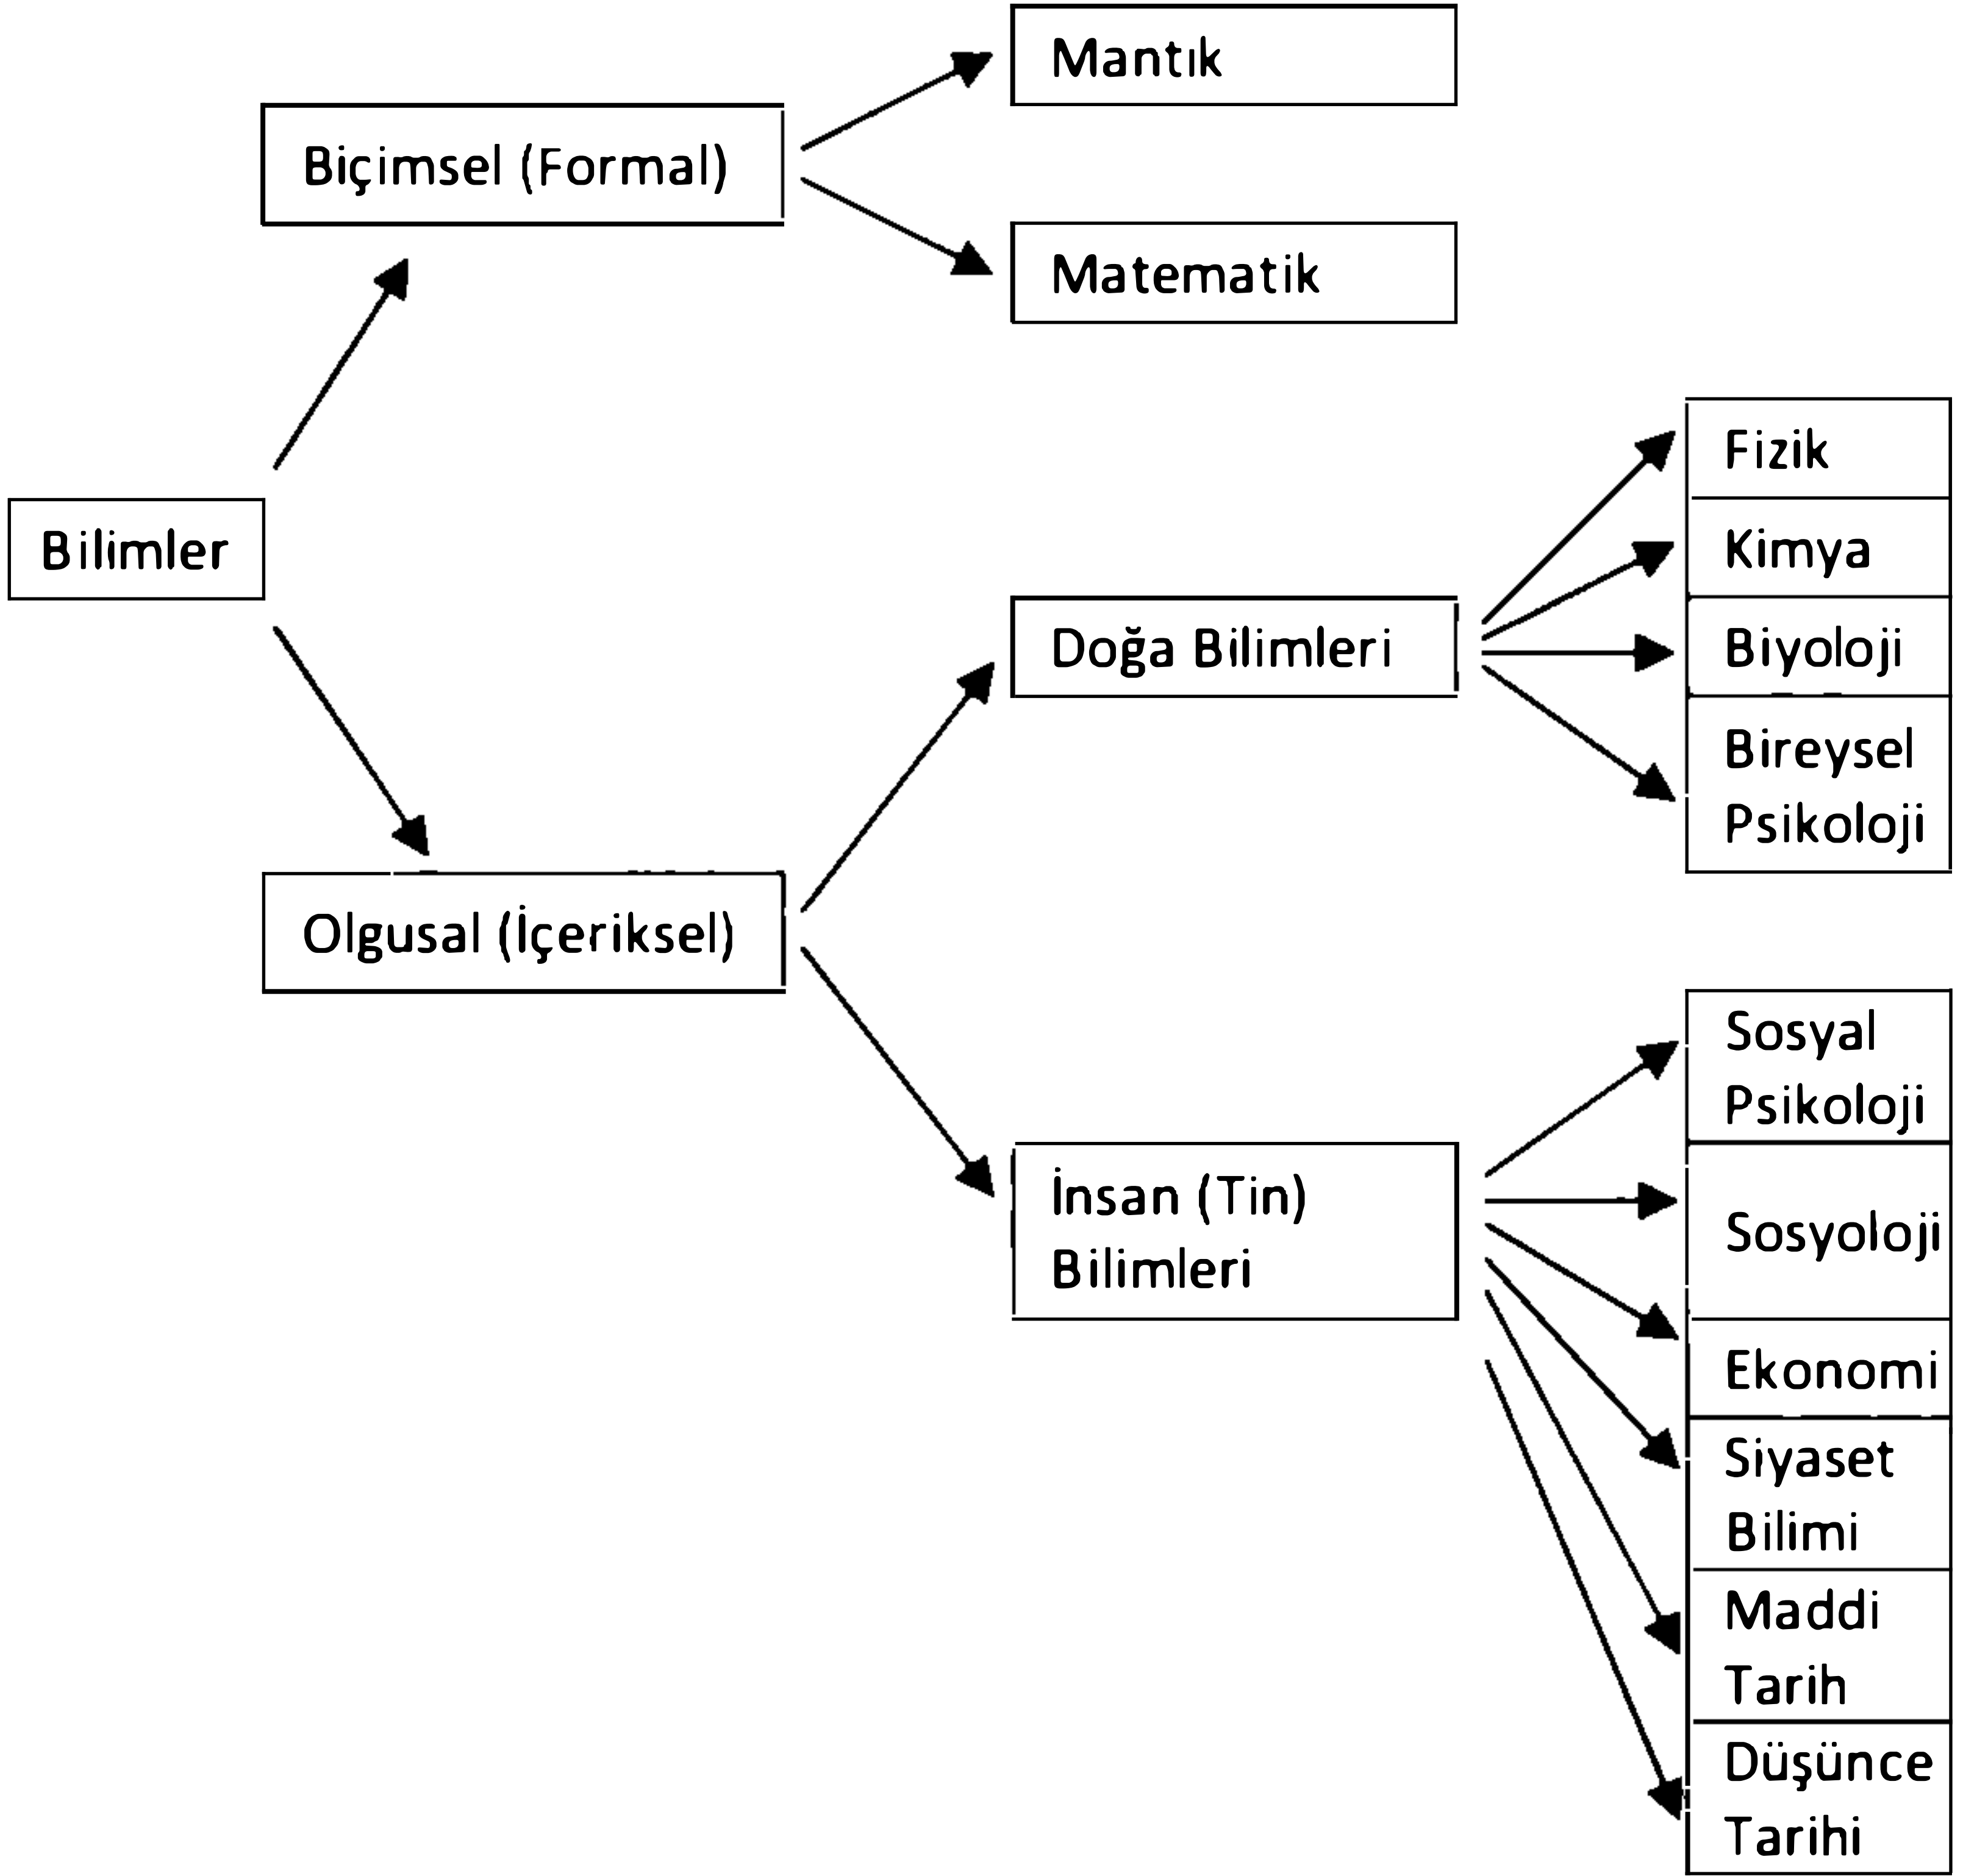 Mantık
Biçimsel (Formal)
Matematik
Bilimler
Fizik
Kimya
Doğa Bilimleri
Biyoloji
Bireysel
Psikoloji
Olgusal (İçeriksel)
Sosyal
Psikoloji
İnsan (Tin)
Bilimleri
Sosyoloji
Ekonomi
Siyaset
Bilimi
Maddi
Tarih
Düşünce
Tarihi